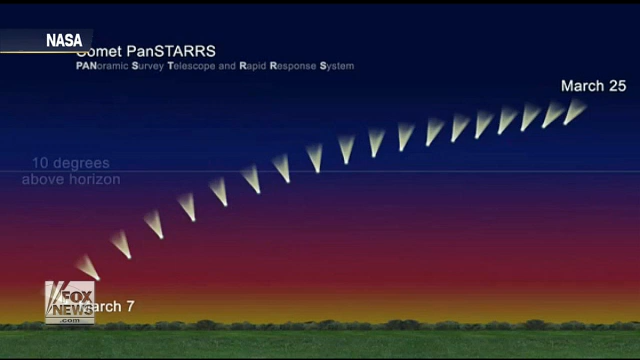 NASA
Comet PanSTARRS
PANoramic Survey Telescope and Rapid Response System
March 25
10 degrees
above horizon
March 7
FOX
NEWS
.com